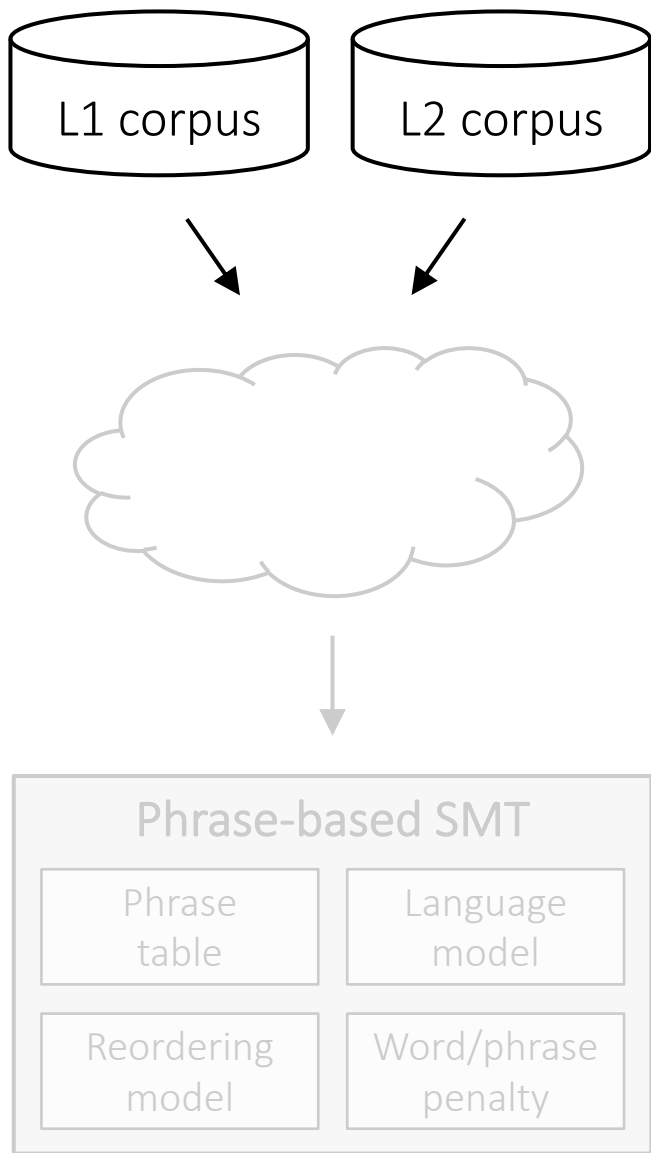 L1 corpus
L2 corpus
Phrase-based SMT
Phrase
table
Language
model
Reordering
model
Word/phrase
penalty